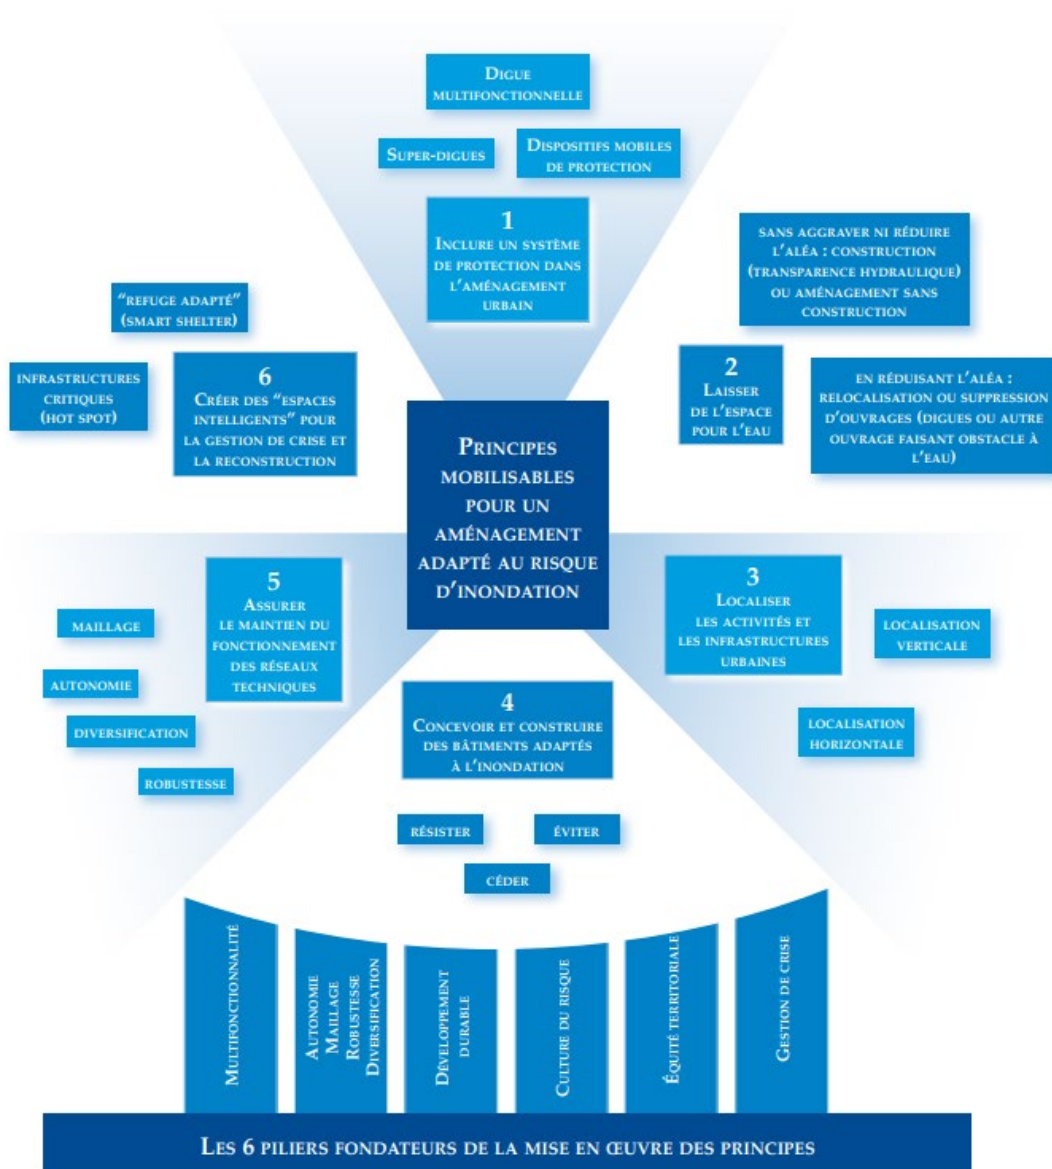 Digue
multifonctionnelle
Super-digues
Dispositifs mobiles
de protection
1
Inclure un système
de protection dans
l'aménagement
urbain
sans aggraver ni réduire
l'aléa : construction
(transparence hydraulique)
ou aménagement sans
construction
2
Laisser
de l'espace
pour l'eau
en réduisant l'aléa :
relocalisation ou suppression
d'ouvrages (digues ou autre
ouvrage faisant obstacle à
l'eau)
"refuge adapté"
(smart shelter)
infrastructures
critiques
(hot spot)
6
Créer des "espaces
intelligents" pour
la gestion de crise et
la reconstruction
Principes
mobilisables
pour un
aménagement
adapté au risque
d'inondation
5
Assurer
le maintien du
fonctionnement
des réseaux
techniques
maillage
autonomie
diversification
robustesse
3
Localiser
les activités et
les infrastructures
urbaines
localisation
verticale
localisation
horizontale
4
Concevoir et construire
des bâtiments adaptés
à l'inondation
résister
éviter
céder
Multifonctionnalité
Autonomie
Maillage
Robustesse
Diversification
Développement
durable
Culture du risque
Équité territoriale
Gestion de crise
Les 6 piliers fondateurs de la mise en œuvre des principes